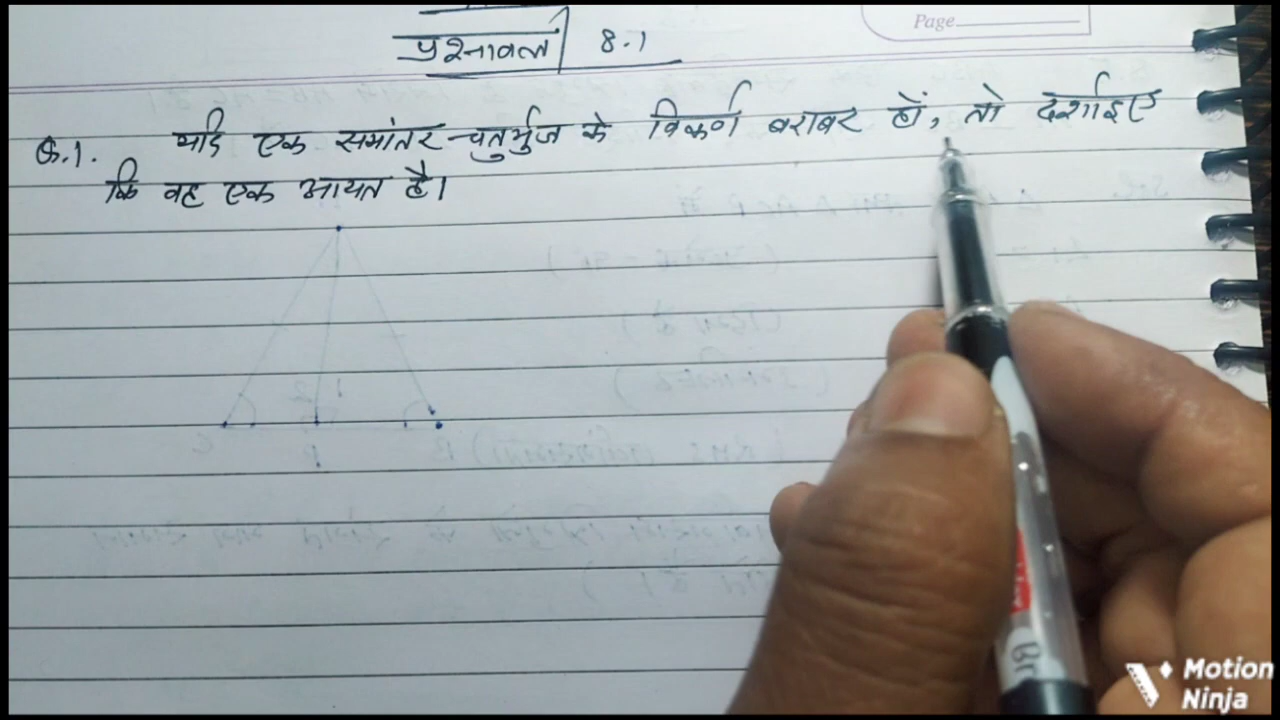 Page
प्रश्नावली 8.1
Q.1. यदि एक समांतर चतुर्भुज के विकर्ण बराबर हों, तो दर्शाइए
कि वह एक आयत है।
Motion
Ninja